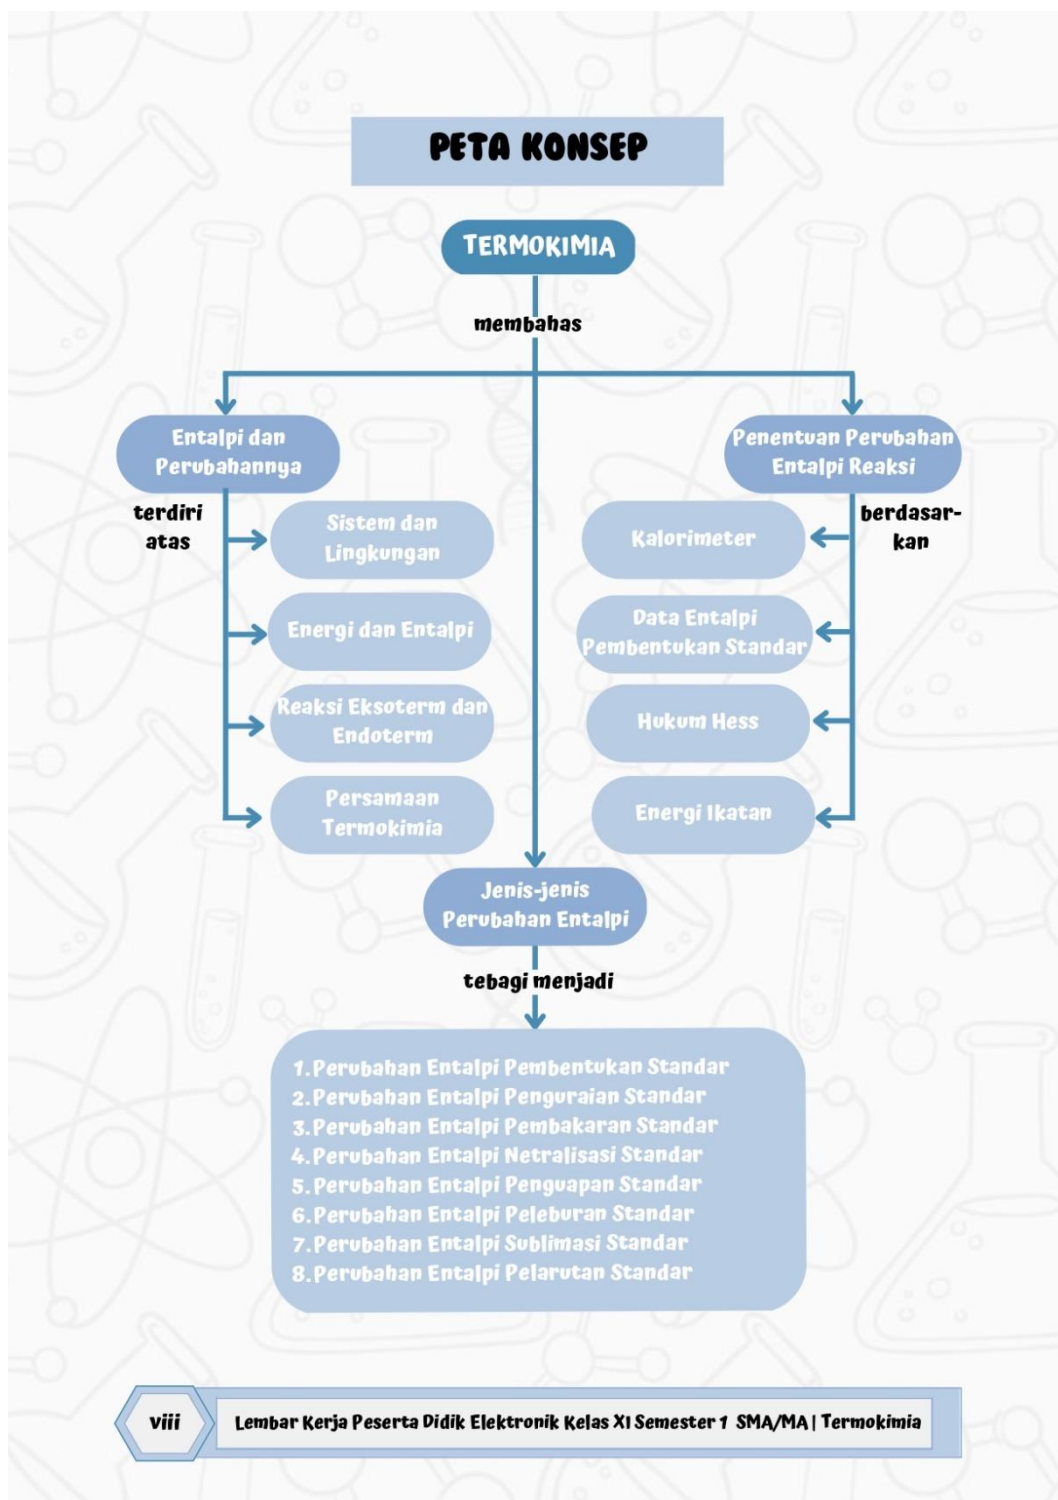 PETA KONSEP
TERMOKIMIA
membahas
Entalpi dan
Perubahannya
terdiri
atas
Sistem dan
Lingkungan
Energi dan Entalpi
Reaksi Eksoterm dan
Endoterm
Persamaan
Termokimia
Penentuan Perubahan
Entalpi Reaksi
berdasar-
kan
Kalorimeter
Data Entalpi
Pembentukan Standar
Hukum Hess
Energi Ikatan
Jenis-jenis
Perubahan Entalpi
tebagi menjadi
1. Perubahan Entalpi Pembentukan Standar
2. Perubahan Entalpi Penguraian Standar
3. Perubahan Entalpi Pembakaran Standar
4. Perubahan Entalpi Netralisasi Standar
5. Perubahan Entalpi Penguapan Standar
6. Perubahan Entalpi Peleburan Standar
7. Perubahan Entalpi Sublimasi Standar
8. Perubahan Entalpi Pelarutan Standar
viii
Lembar Kerja Peserta Didik Elektronik Kelas XI Semester 1 SMA/MA | Termokimia